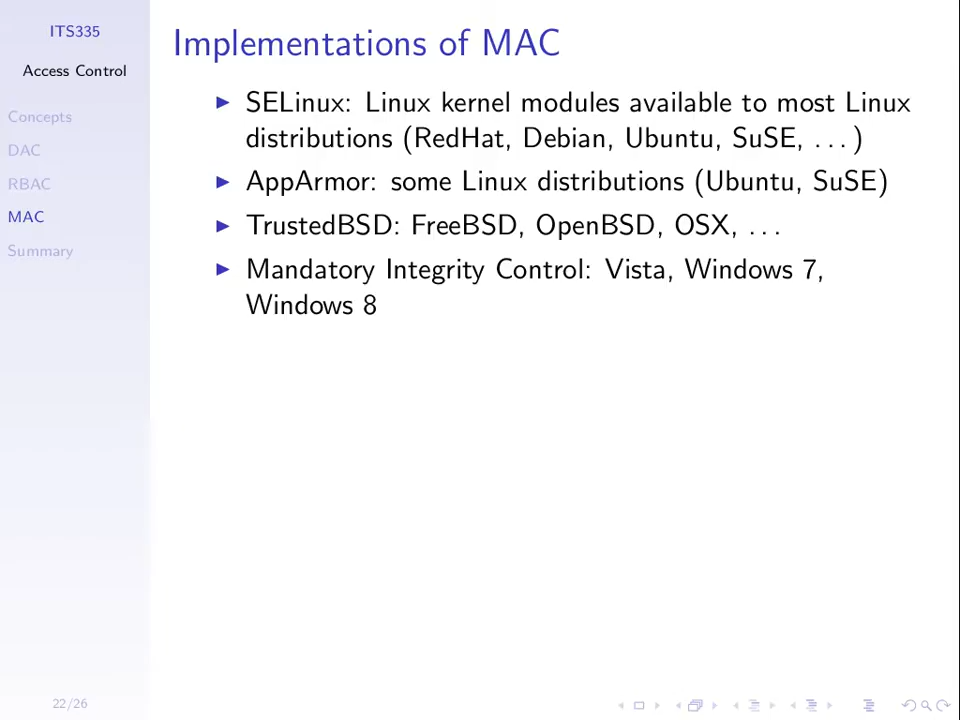 ITS335
Access Control
Concepts
DAC
RBAC
MAC
Summary
22/26
Implementations of MAC
SELinux: Linux kernel modules available to most Linux
distributions (RedHat, Debian, Ubuntu, SuSE, . . . )
AppArmor: some Linux distributions (Ubuntu, SuSE)
TrustedBSD: FreeBSD, OpenBSD, OSX, . . .
Mandatory Integrity Control: Vista, Windows 7,
Windows 8